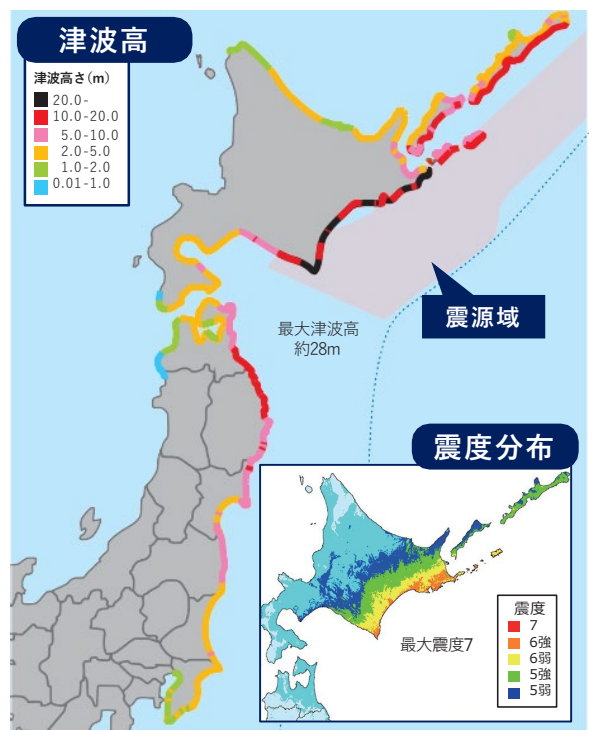 津波高
津波高さ(m)
20.0-
10.0-20.0
5.0-10.0
2.0-5.0
1.0-2.0
0.01-1.0
震源域
最大津波高
約28m
震度分布
最大震度7
震度
7
6強
6弱
5強
5弱